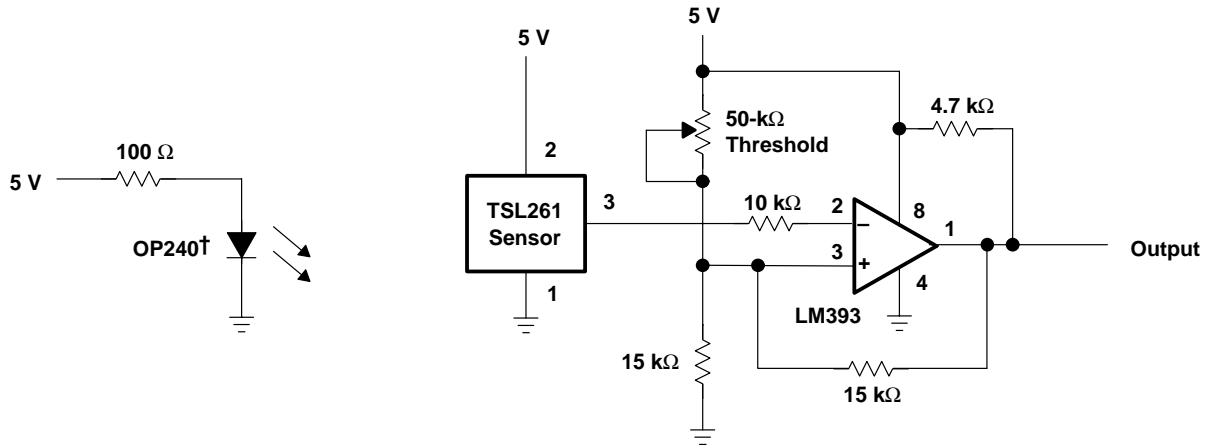 5 V
100 Ω
OP240†
5 V
2
TSL261
Sensor
3
1
5 V
50-kΩ
Threshold
4.7 kΩ
10 kΩ
2
8
−
1
3
+
4
LM393
Output
15 kΩ
15 kΩ